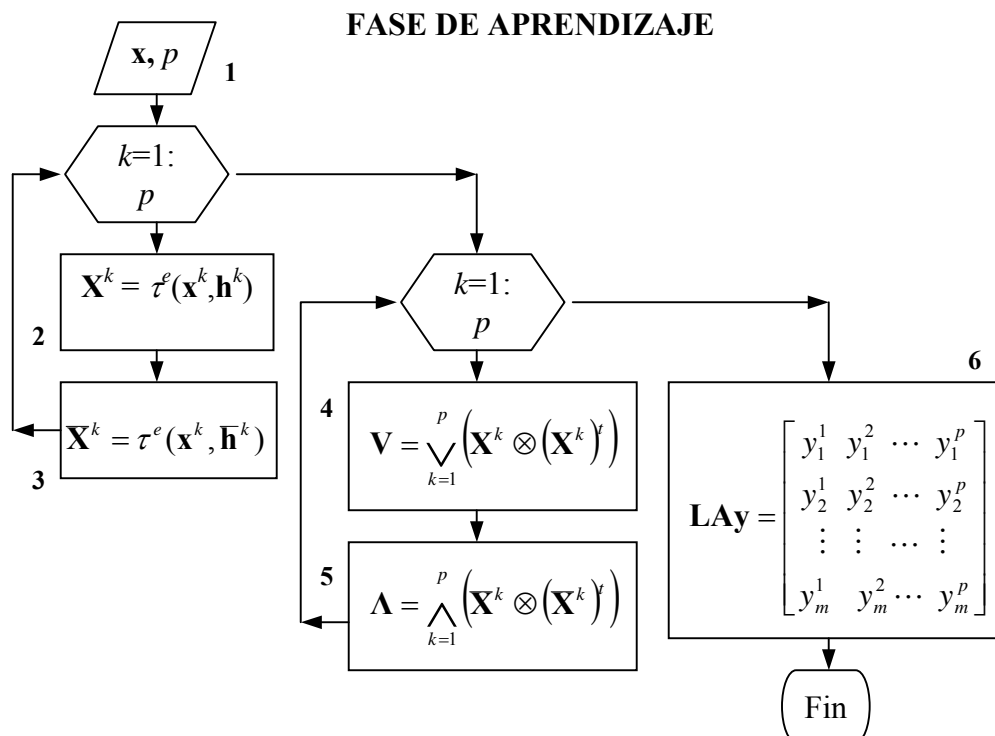 FASE DE APRENDIZAJE
x, p
1
k=1:
p
X^k = τ^e(x^k,h^k)
2
X̄^k = τ^e(x^k, h̄^k)
3
k=1:
p
4
V = ⋁_{k=1}^{p} (X^k ⊗ (X^k)^t)
5
Λ = ⋀_{k=1}^{p} (X̄^k ⊗ (X̄^k)^t)
6
LAy = [ y_1^1 y_1^2 ⋯ y_1^p
y_2^1 y_2^2 ⋯ y_2^p
⋮ ⋮ ⋯ ⋮
y_m^1 y_m^2 ⋯ y_m^p ]
Fin